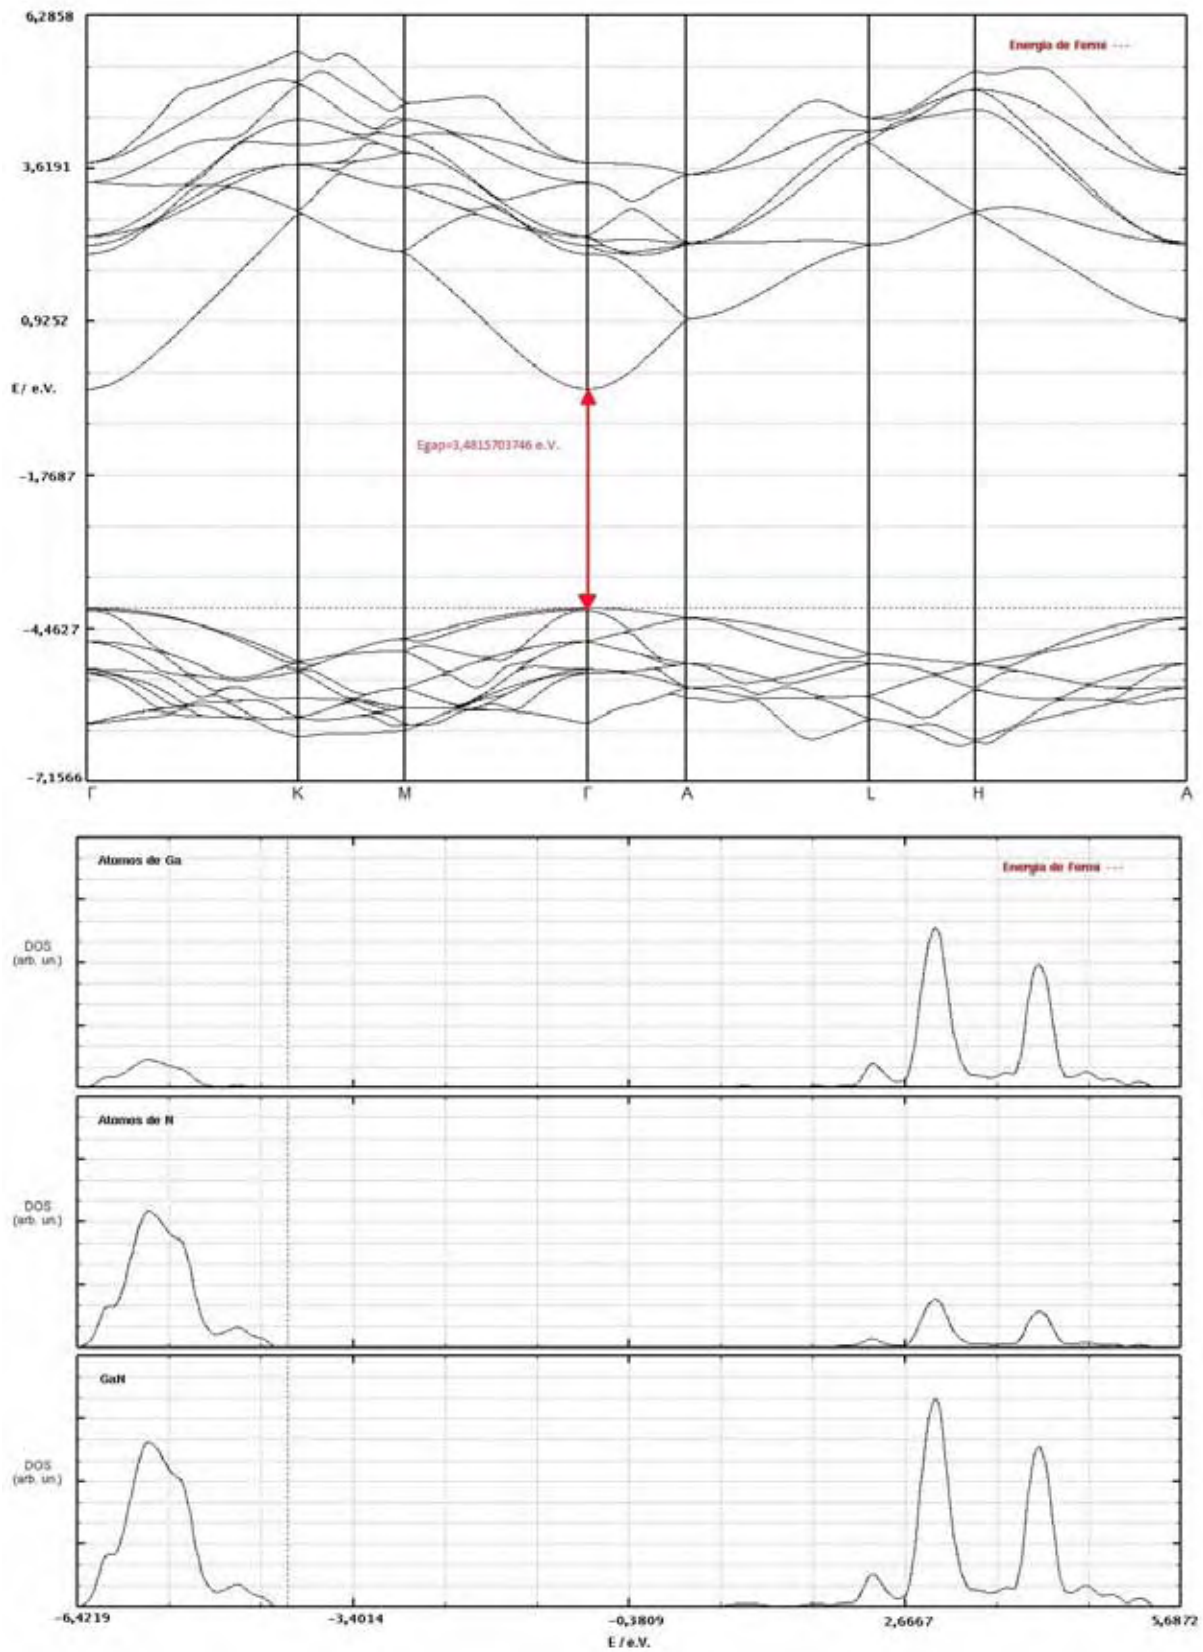 6,2858
Energia de Fermi ---
3,6191
0,9252
E/ e.V.
Egap=3,4815703746 e.V.
-1,7687
-4,4627
-7,1566
Γ K M Γ A L H A
Atomos de Ga
Energia de Fermi ---
DOS
(arb. un.)
Atomos de N
DOS
(arb. un.)
GaN
DOS
(arb. un.)
-6,4219 -3,4014 -0,3809 2,6667 5,6872
E / e.V.